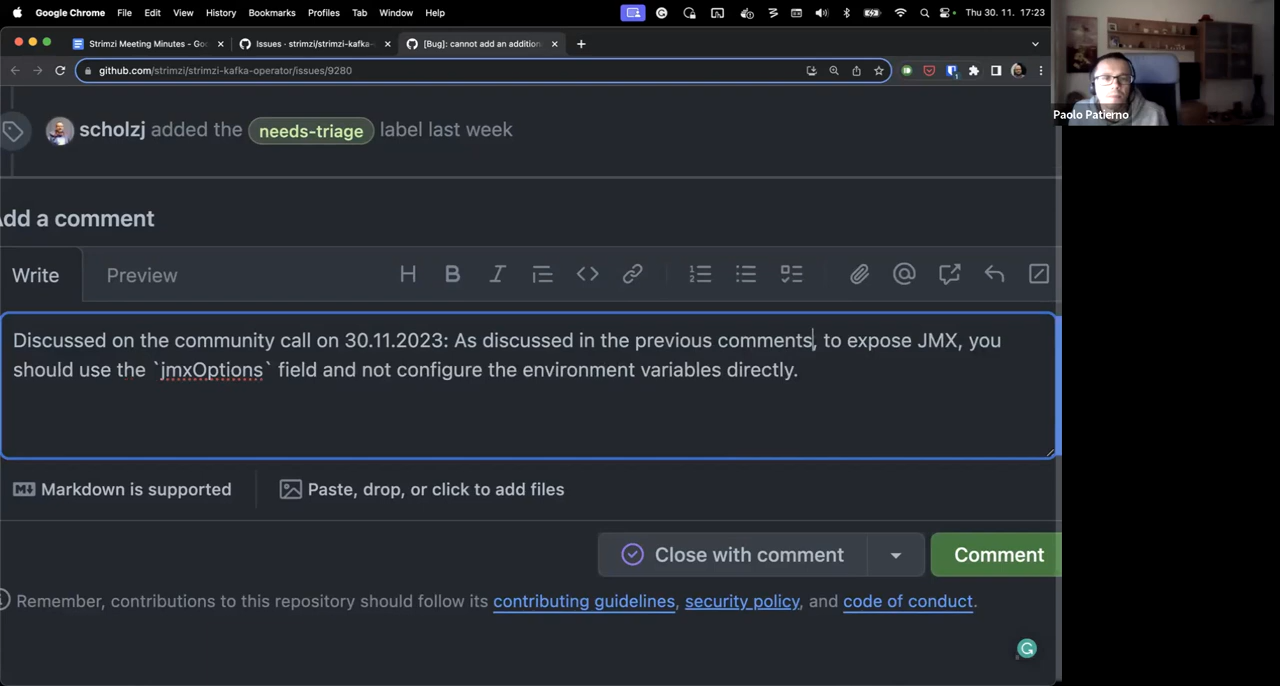 Google Chrome File Edit View History Bookmarks Profiles Tab Window Help Thu 30. 11. 17:23
Strimzi Meeting Minutes - Goo Issues · strimzi/strimzi-kafka- [Bug]: cannot add an addition
github.com/strimzi/strimzi-kafka-operator/issues/9280
Paolo Patierno
scholzj added the needs-triage label last week
Add a comment
Write Preview
Discussed on the community call on 30.11.2023: As discussed in the previous comments, to expose JMX, you
should use the `jmxOptions` field and not configure the environment variables directly.
Markdown is supported Paste, drop, or click to add files
Close with comment Comment
Remember, contributions to this repository should follow its contributing guidelines, security policy, and code of conduct.